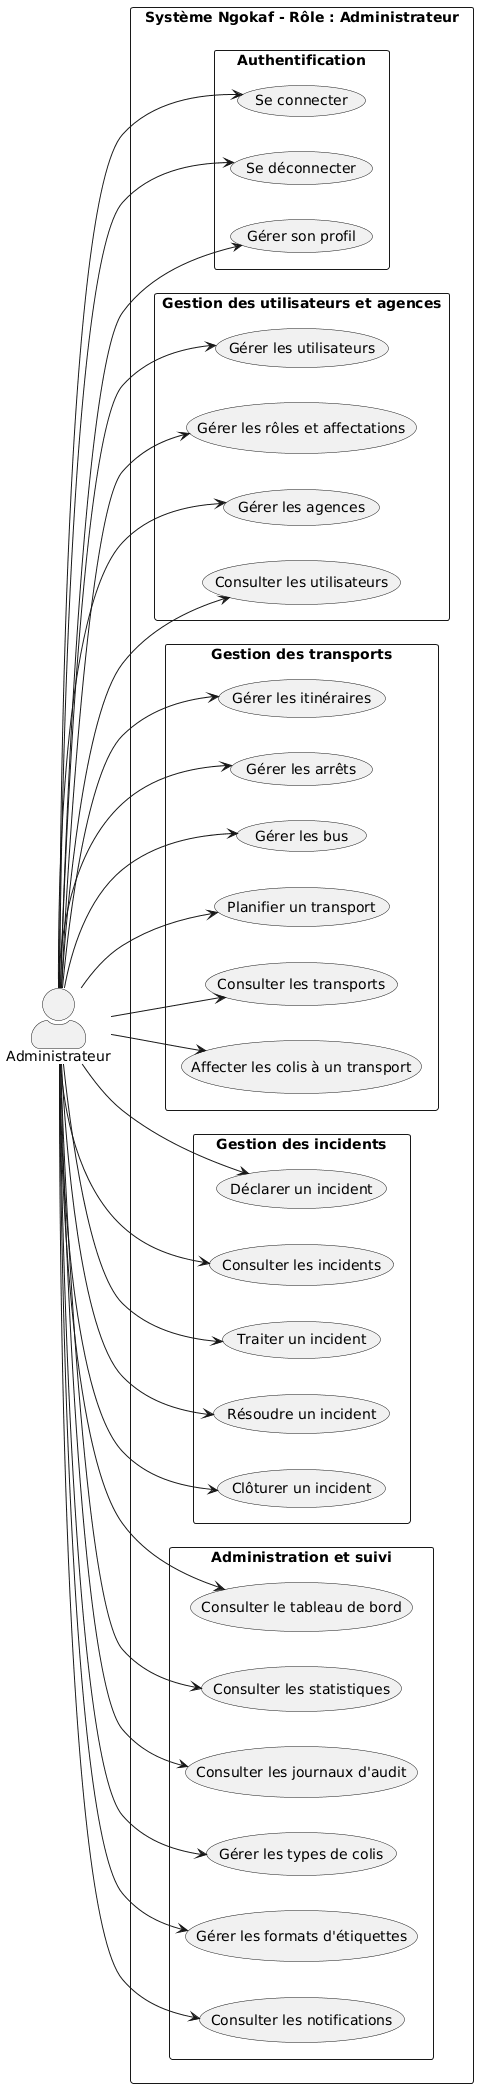 Système Ngokaf - Rôle : Administrateur
Authentification
Se connecter
Se déconnecter
Gérer son profil
Gestion des utilisateurs et agences
Gérer les utilisateurs
Gérer les rôles et affectations
Gérer les agences
Consulter les utilisateurs
Gestion des transports
Gérer les itinéraires
Gérer les arrêts
Gérer les bus
Planifier un transport
Consulter les transports
Affecter les colis à un transport
Administrateur
Gestion des incidents
Déclarer un incident
Consulter les incidents
Traiter un incident
Résoudre un incident
Clôturer un incident
Administration et suivi
Consulter le tableau de bord
Consulter les statistiques
Consulter les journaux d'audit
Gérer les types de colis
Gérer les formats d'étiquettes
Consulter les notifications